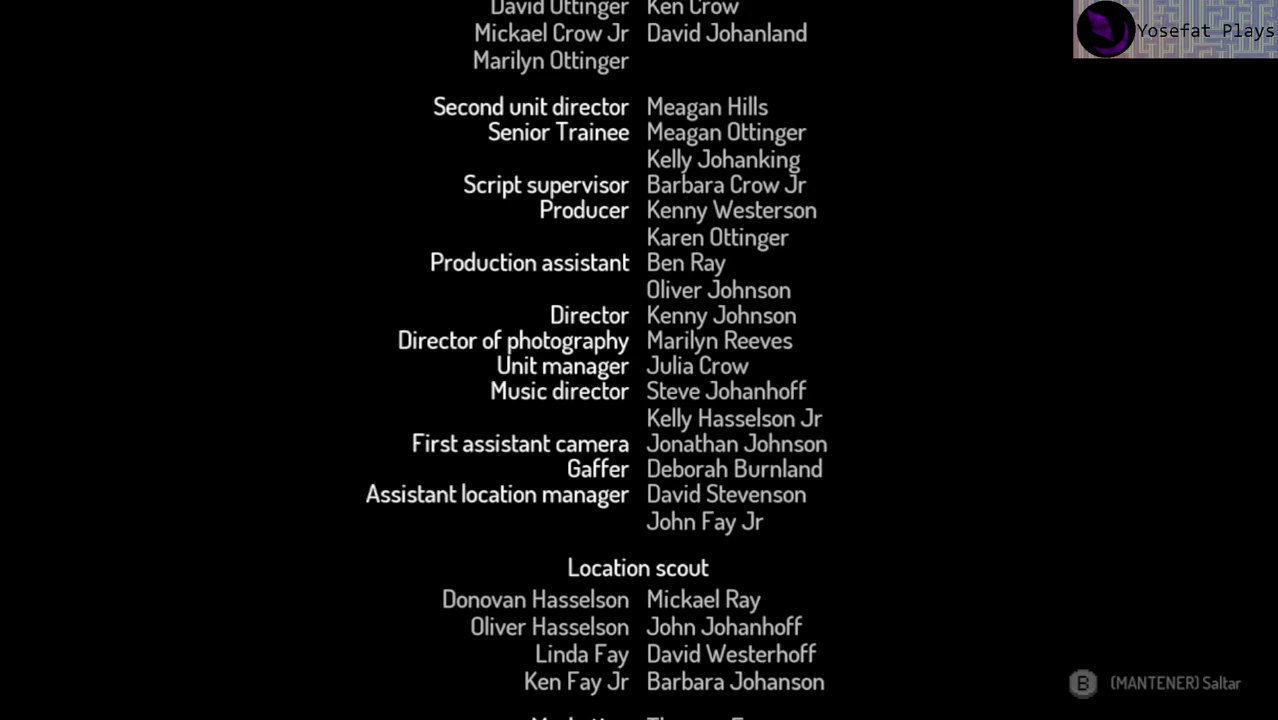 David Ottinger Ken Crow
Mickael Crow Jr David Johanland
Marilyn Ottinger
Yosefat Plays
Second unit director Meagan Hills
Senior Trainee Meagan Ottinger
Kelly Johanking
Script supervisor Barbara Crow Jr
Producer Kenny Westerson
Karen Ottinger
Production assistant Ben Ray
Oliver Johnson
Director Kenny Johnson
Director of photography Marilyn Reeves
Unit manager Julia Crow
Music director Steve Johanhoff
Kelly Hasselson Jr
First assistant camera Jonathan Johnson
Gaffer Deborah Burnland
Assistant location manager David Stevenson
John Fay Jr
Location scout
Donovan Hasselson Mickael Ray
Oliver Hasselson John Johanhoff
Linda Fay David Westerhoff
Ken Fay Jr Barbara Johanson
B (MANTENER) Saltar